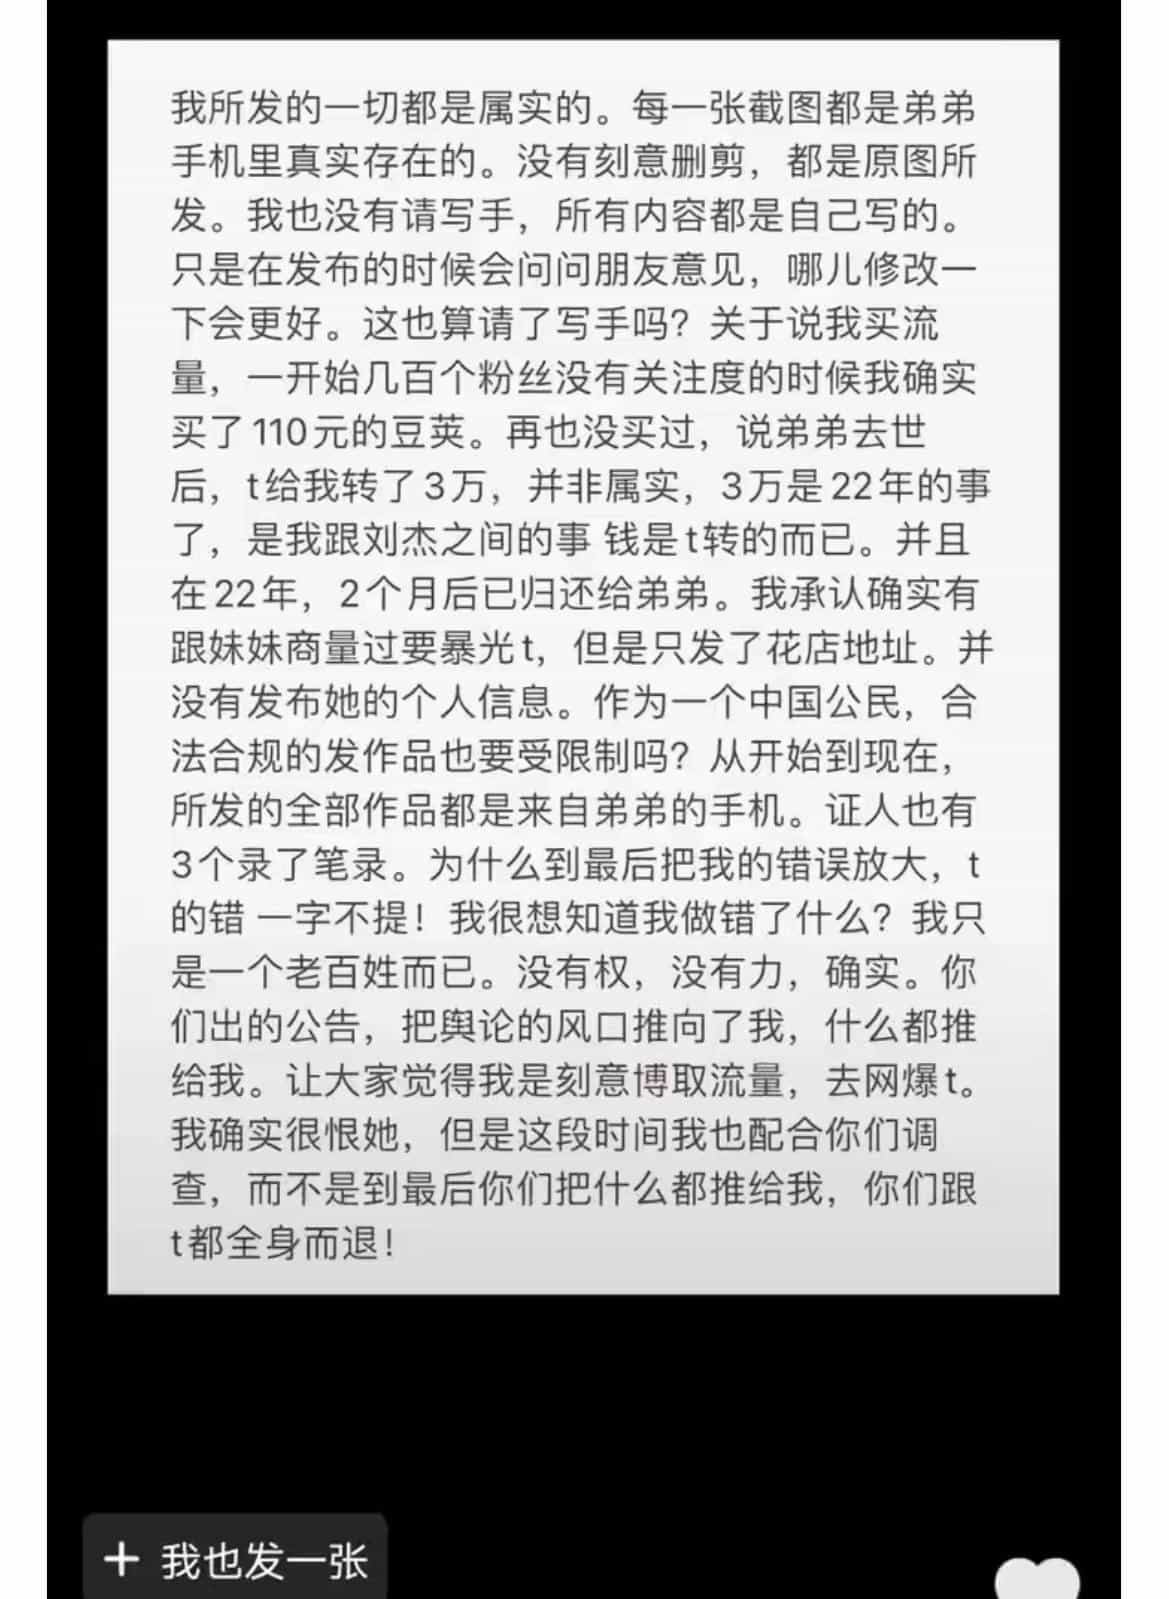 我所发的一切都是属实的。每一张截图都是弟弟
手机里真实存在的。没有刻意删剪，都是原图所
发。我也没有请写手，所有内容都是自己写的。
只是在发布的时候会问问朋友意见，哪儿修改一
下会更好。这也算请了写手吗？关于说我买流
量，一开始几百个粉丝没有关注度的时候我确实
买了110元的豆荚。再也没买过，说弟弟去世
后，t给我转了3万，并非属实，3万是22年的事
了，是我跟刘杰之间的事 钱是t转的而已。并且
在22年，2个月后已归还给弟弟。我承认确实有
跟妹妹商量过要暴光t，但是只发了花店地址。并
没有发布她的个人信息。作为一个中国公民，合
法合规的发作品也要受限制吗？从开始到现在，
所发的全部作品都是来自弟弟的手机。证人也有
3个录了笔录。为什么到最后把我的错误放大，t
的错 一字不提！我很想知道我做错了什么？我只
是一个老百姓而已。没有权，没有力，确实。你
们出的公告，把舆论的风口推向了我，什么都推
给我。让大家觉得我是刻意博取流量，去网爆t。
我确实很恨她，但是这段时间我也配合你们调
查，而不是到最后你们把什么都推给我，你们跟
t都全身而退！
+ 我也发一张